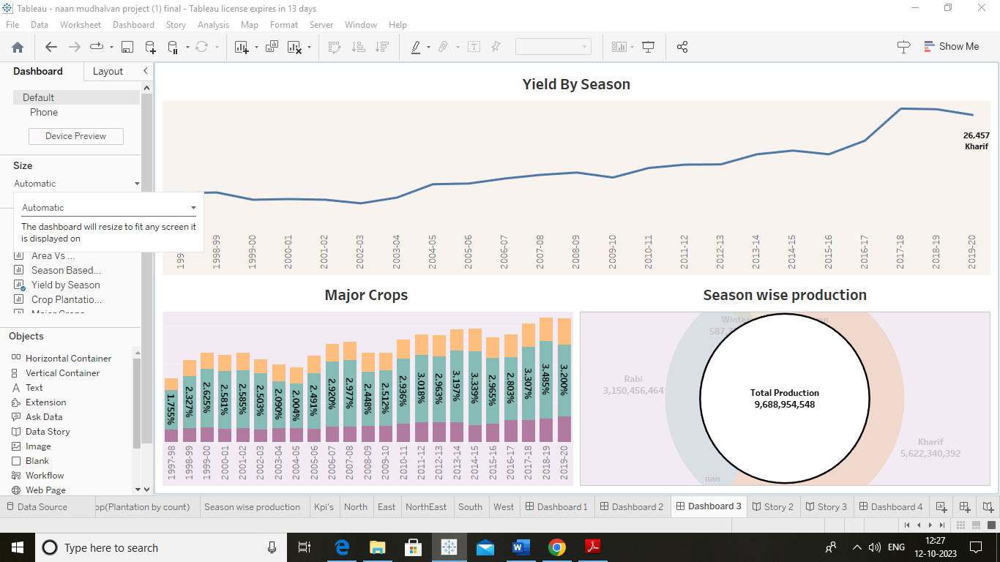 Tableau - naan mudhalvan project (1) final - Tableau license expires in 13 days
File Data Worksheet Dashboard Story Analysis Map Format Server Window Help
Show Me
Dashboard Layout
Default
Phone
Device Preview
Size
Automatic
Automatic
The dashboard will resize to fit any screen it
is displayed on
Area Vs ...
Season Based...
Yield by Season
Crop Plantatio...
Objects
Horizontal Container
Vertical Container
Text
Extension
Ask Data
Data Story
Image
Blank
Workflow
Web Page
Yield By Season
26,457
Kharif
1998-99 1999-00 2000-01 2001-02 2002-03 2003-04 2004-05 2005-06 2006-07 2007-08 2008-09 2009-10 2010-11 2011-12 2012-13 2013-14 2014-15 2015-16 2016-17 2017-18 2018-19 2019-20
Major Crops
1.755% 2.327% 2.625% 2.581% 2.585% 2.503% 2.090% 2.004% 2.491% 2.920% 2.977% 2.448% 2.512% 2.936% 3.018% 2.963% 3.197% 3.339% 2.965% 2.803% 3.307% 3.485% 3.200%
1997-98 1998-99 1999-00 2000-01 2001-02 2002-03 2003-04 2004-05 2005-06 2006-07 2007-08 2008-09 2009-10 2010-11 2011-12 2012-13 2013-14 2014-15 2015-16 2016-17 2017-18 2018-19 2019-20
Season wise production
Winter
Rabi
3,150,456,464
Total Production
9,688,954,548
Kharif
5,622,340,392
nan
Data Source op(Plantation by count) Season wise production Kpi's North East NorthEast South West Dashboard 1 Dashboard 2 Dashboard 3 Story 2 Story 3 Dashboard 4
Type here to search
ENG
12:27
12-10-2023